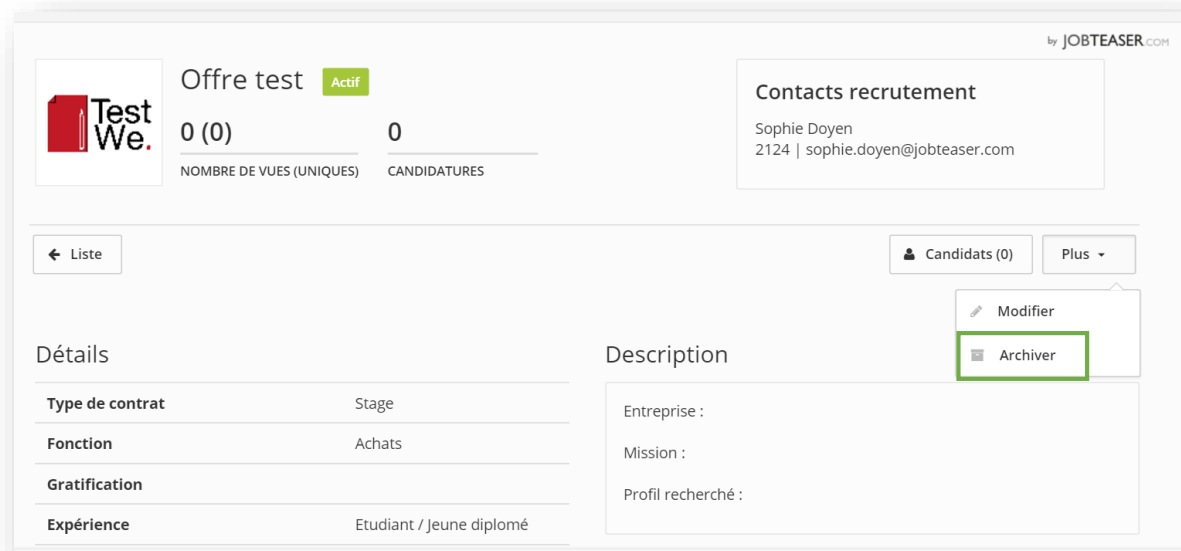 by JOBTEASER.COM
Test
We.
Offre test
Actif
0 (0)
0
NOMBRE DE VUES (UNIQUES)
CANDIDATURES
Contacts recrutement
Sophie Doyen
2124 | sophie.doyen@jobteaser.com
Liste
Candidats (0)
Plus
Modifier
Archiver
Détails
Type de contrat Stage
Fonction Achats
Gratification
Expérience Etudiant / Jeune diplomé
Description
Entreprise :
Mission :
Profil recherché :